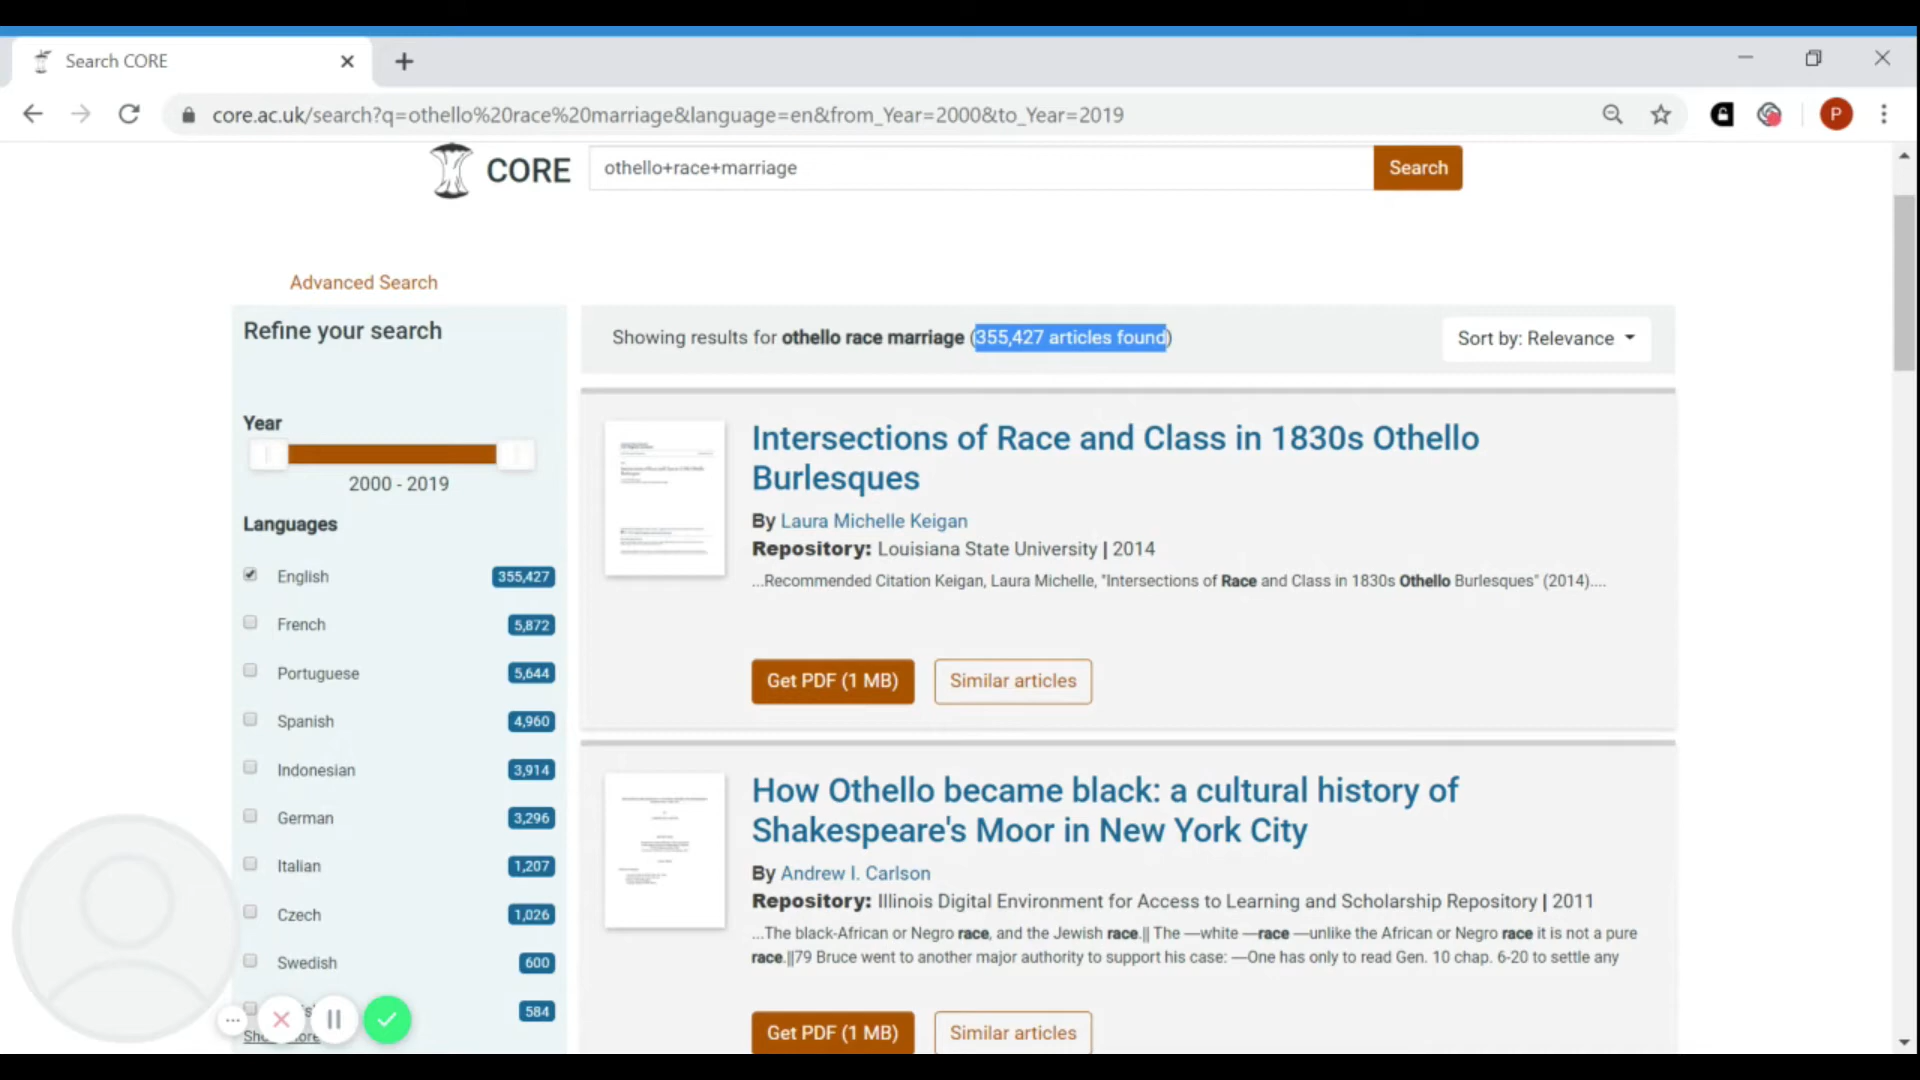 Search CORE
core.ac.uk/search?q=othello%20race%20marriage&language=en&from_Year=2000&to_Year=2019
P
CORE
othello+race+marriage
Search
Advanced Search
Refine your search
Showing results for othello race marriage (355,427 articles found)
Sort by: Relevance
Year
2000 - 2019
Languages
English 355,427
French 5,872
Portuguese 5,644
Spanish 4,960
Indonesian 3,914
German 3,296
Italian 1,207
Czech 1,026
Swedish 600
584
Intersections of Race and Class in 1830s Othello
Burlesques
By Laura Michelle Keigan
Repository: Louisiana State University | 2014
...Recommended Citation Keigan, Laura Michelle, "Intersections of Race and Class in 1830s Othello Burlesques" (2014)....
Get PDF (1 MB)
Similar articles
How Othello became black: a cultural history of
Shakespeare's Moor in New York City
By Andrew I. Carlson
Repository: Illinois Digital Environment for Access to Learning and Scholarship Repository | 2011
...The black-African or Negro race, and the Jewish race.‖ The ―white ―race ―unlike the African or Negro race it is not a pure
race.‖79 Bruce went to another major authority to support his case: ―One has only to read Gen. 10 chap. 6-20 to settle any
Get PDF (1 MB)
Similar articles